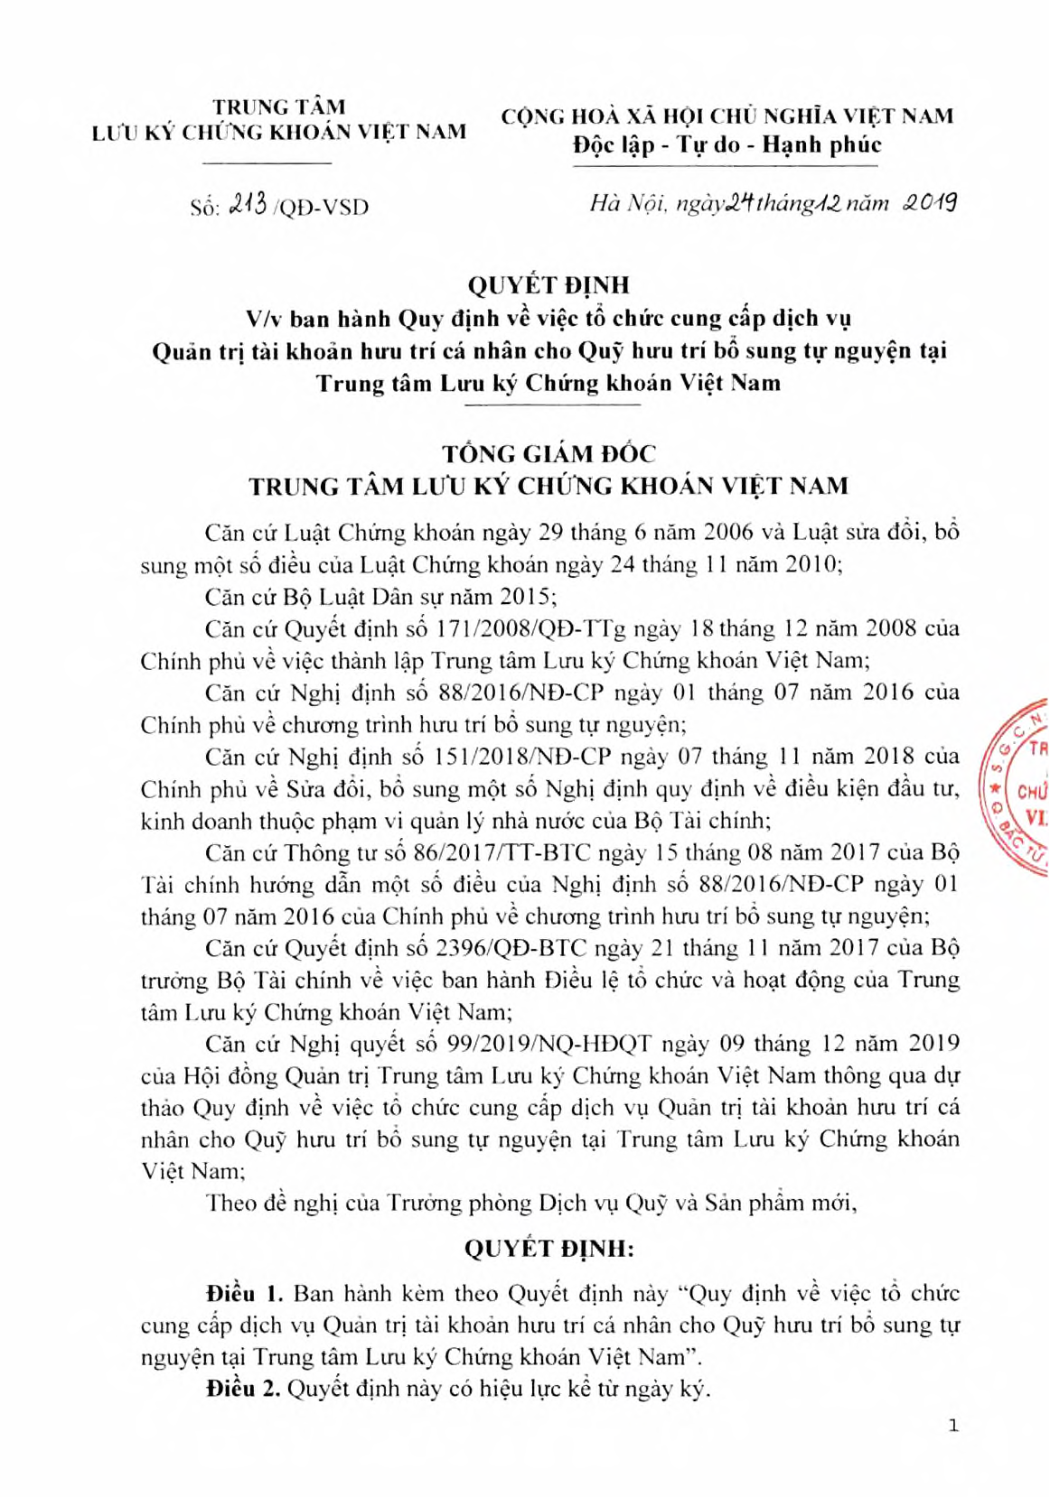 TRUNG TÂM
LƯU KÝ CHỨNG KHOÁN VIỆT NAM
CỘNG HOÀ XÃ HỘI CHỦ NGHĨA VIỆT NAM
Độc lập - Tự do - Hạnh phúc
Số: 213 /QĐ-VSD
Hà Nội, ngày 24 tháng 12 năm 2019
QUYẾT ĐỊNH
V/v ban hành Quy định về việc tổ chức cung cấp dịch vụ
Quản trị tài khoản hưu trí cá nhân cho Quỹ hưu trí bổ sung tự nguyện tại
Trung tâm Lưu ký Chứng khoán Việt Nam
TỔNG GIÁM ĐỐC
TRUNG TÂM LƯU KÝ CHỨNG KHOÁN VIỆT NAM
Căn cứ Luật Chứng khoán ngày 29 tháng 6 năm 2006 và Luật sửa đổi, bổ
sung một số điều của Luật Chứng khoán ngày 24 tháng 11 năm 2010;
Căn cứ Bộ Luật Dân sự năm 2015;
Căn cứ Quyết định số 171/2008/QĐ-TTg ngày 18 tháng 12 năm 2008 của
Chính phủ về việc thành lập Trung tâm Lưu ký Chứng khoán Việt Nam;
Căn cứ Nghị định số 88/2016/NĐ-CP ngày 01 tháng 07 năm 2016 của
Chính phủ về chương trình hưu trí bổ sung tự nguyện;
Căn cứ Nghị định số 151/2018/NĐ-CP ngày 07 tháng 11 năm 2018 của
Chính phủ về Sửa đổi, bổ sung một số Nghị định quy định về điều kiện đầu tư,
kinh doanh thuộc phạm vi quản lý nhà nước của Bộ Tài chính;
Căn cứ Thông tư số 86/2017/TT-BTC ngày 15 tháng 08 năm 2017 của Bộ
Tài chính hướng dẫn một số điều của Nghị định số 88/2016/NĐ-CP ngày 01
tháng 07 năm 2016 của Chính phủ về chương trình hưu trí bổ sung tự nguyện;
Căn cứ Quyết định số 2396/QĐ-BTC ngày 21 tháng 11 năm 2017 của Bộ
trưởng Bộ Tài chính về việc ban hành Điều lệ tổ chức và hoạt động của Trung
tâm Lưu ký Chứng khoán Việt Nam;
Căn cứ Nghị quyết số 99/2019/NQ-HĐQT ngày 09 tháng 12 năm 2019
của Hội đồng Quản trị Trung tâm Lưu ký Chứng khoán Việt Nam thông qua dự
thảo Quy định về việc tổ chức cung cấp dịch vụ Quản trị tài khoản hưu trí cá
nhân cho Quỹ hưu trí bổ sung tự nguyện tại Trung tâm Lưu ký Chứng khoán
Việt Nam;
Theo đề nghị của Trưởng phòng Dịch vụ Quỹ và Sản phẩm mới,
QUYẾT ĐỊNH:
Điều 1. Ban hành kèm theo Quyết định này “Quy định về việc tổ chức
cung cấp dịch vụ Quản trị tài khoản hưu trí cá nhân cho Quỹ hưu trí bổ sung tự
nguyện tại Trung tâm Lưu ký Chứng khoán Việt Nam”.
Điều 2. Quyết định này có hiệu lực kể từ ngày ký.
1